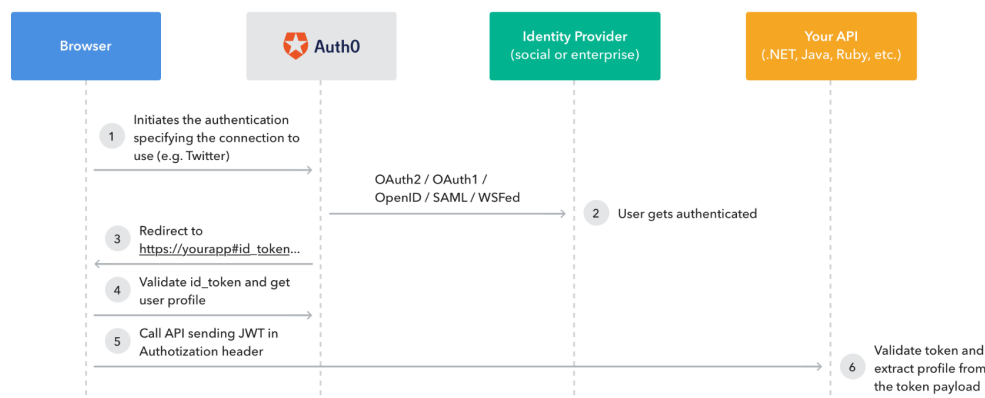 Browser
Auth0
Identity Provider
(social or enterprise)
Your API
(.NET, Java, Ruby, etc.)
1
Initiates the authentication
specifying the connection to
use (e.g. Twitter)
OAuth2 / OAuth1 /
OpenID / SAML / WSFed
2
User gets authenticated
3
Redirect to
https://yourapp#id_token...
4
Validate id_token and get
user profile
5
Call API sending JWT in
Authotization header
6
Validate token and
extract profile from
the token payload